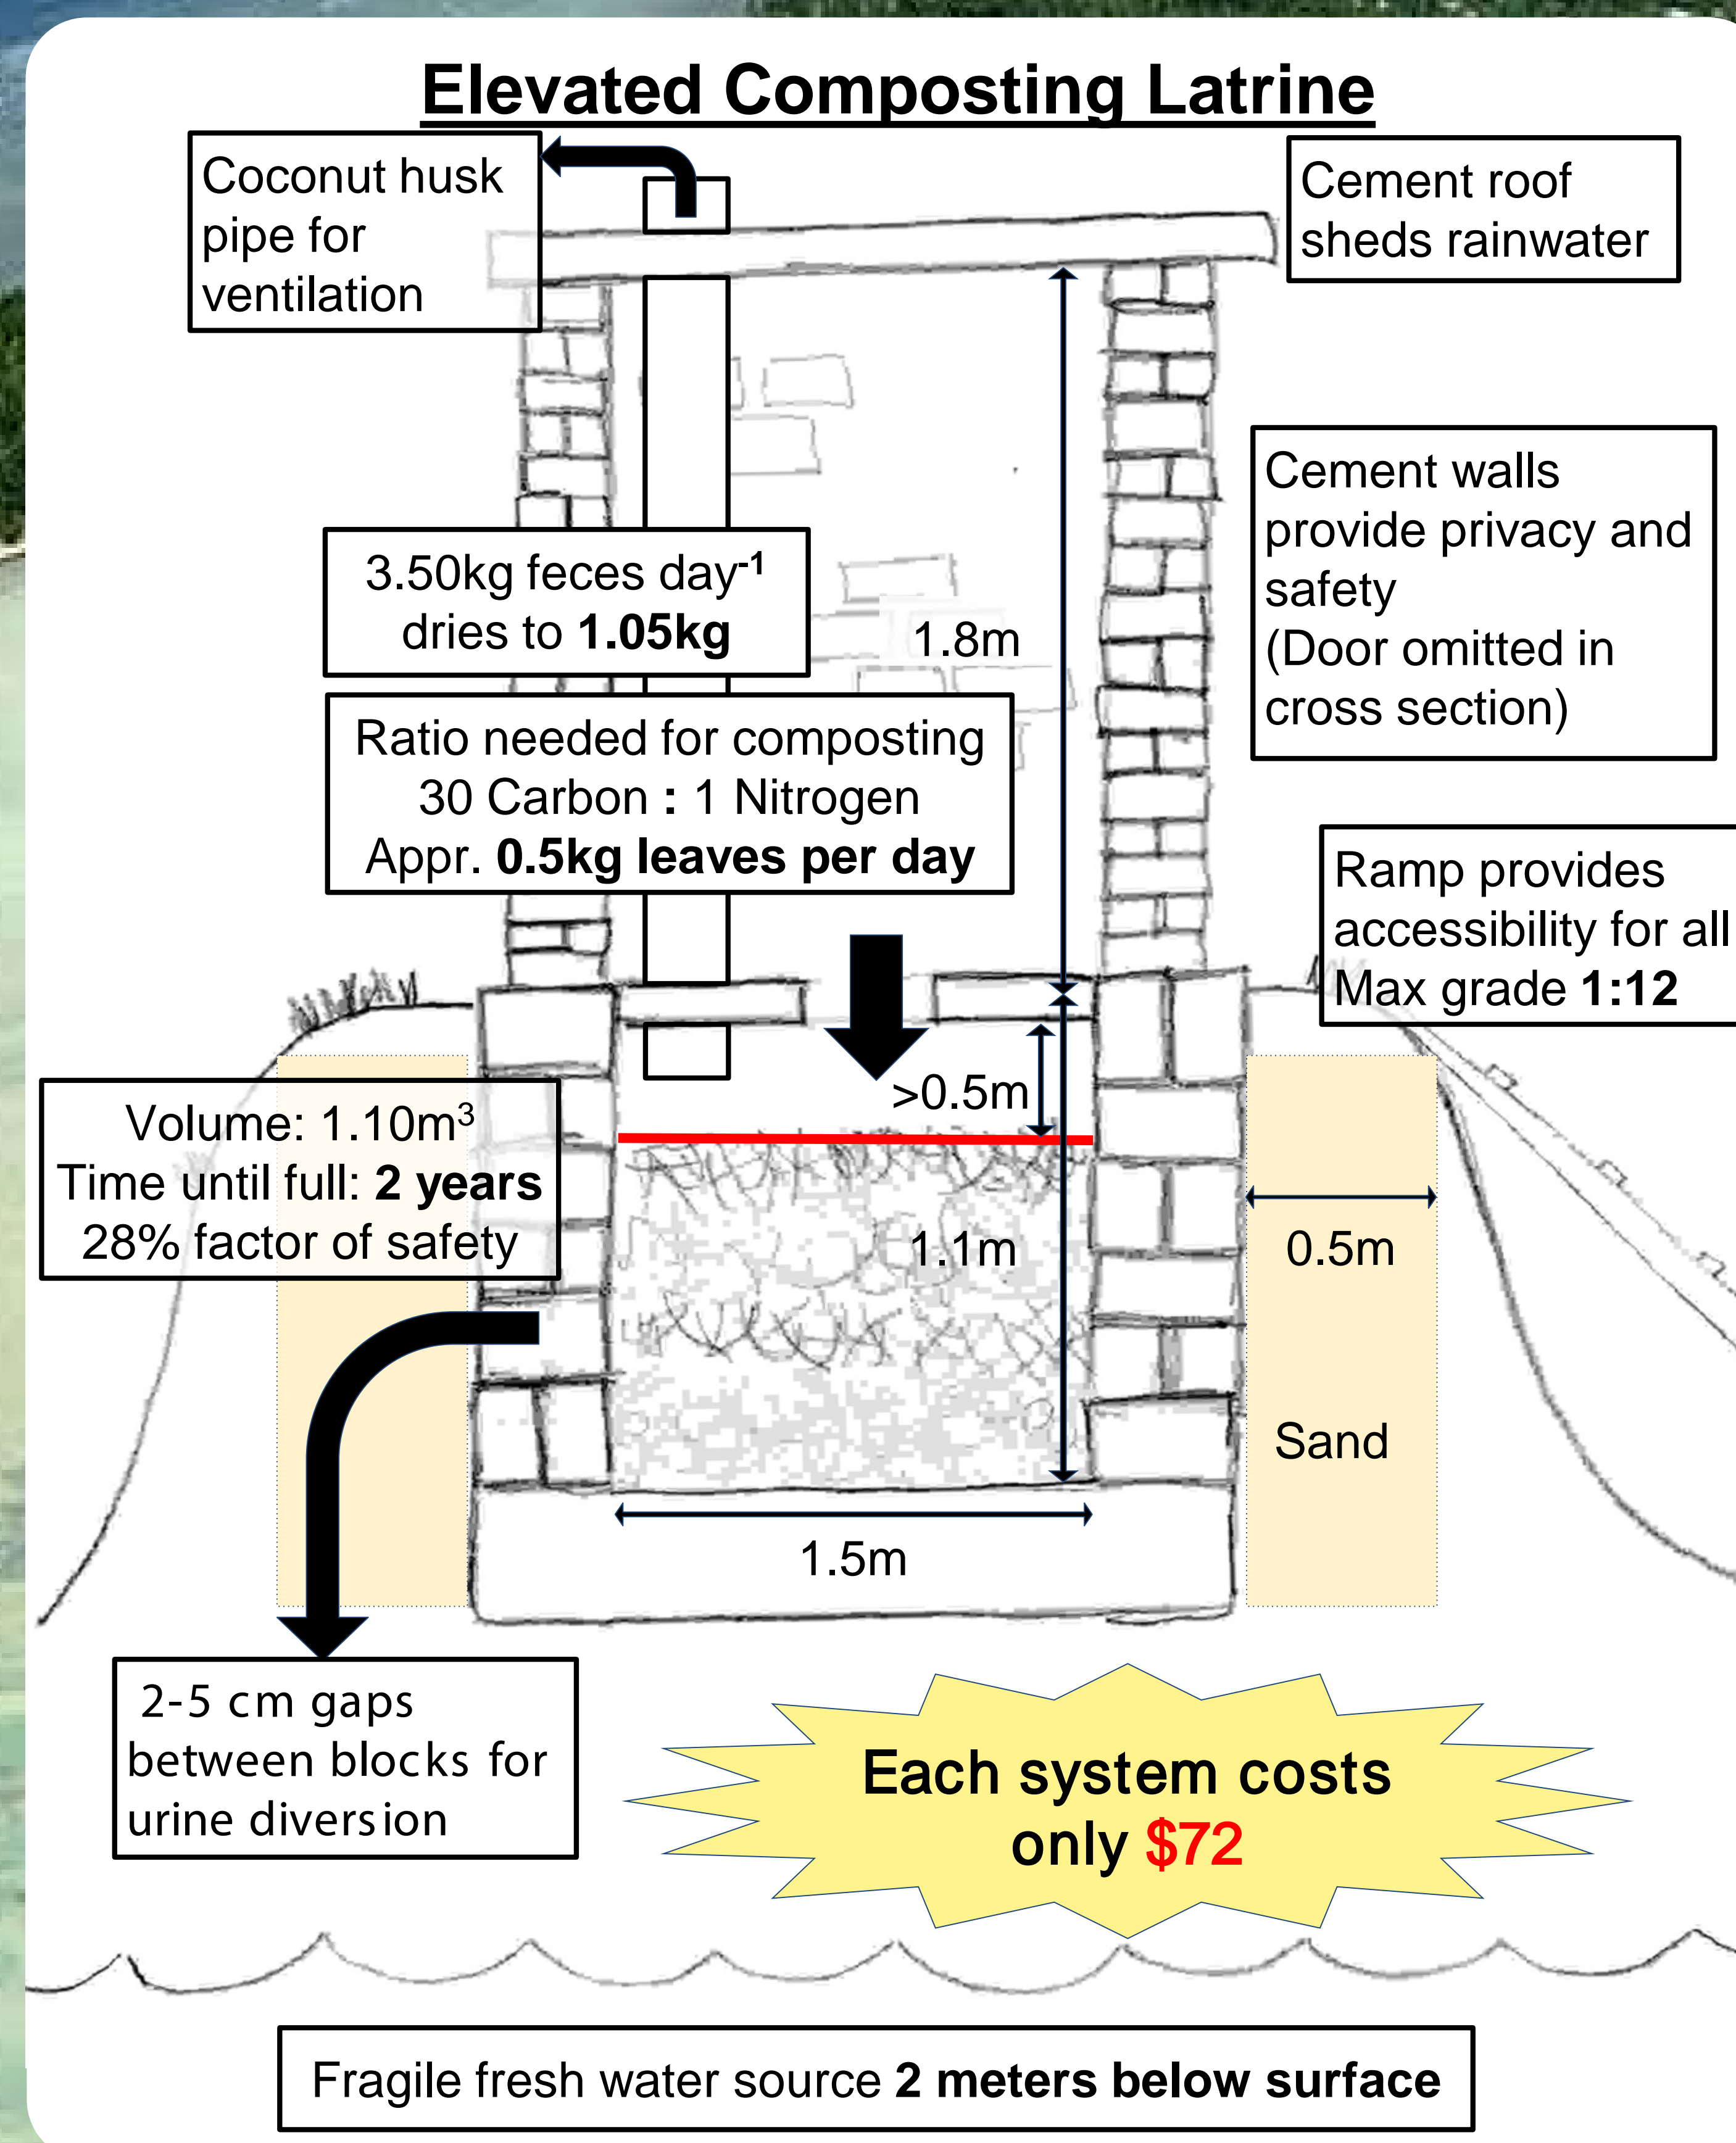 Elevated Composting Latrine
Coconut husk
pipe for
ventilation
Cement roof
sheds rainwater
Cement walls
provide privacy and
safety
(Door omitted in
cross section)
3.50kg feces day⁻¹
dries to 1.05kg
1.8m
Ratio needed for composting
30 Carbon : 1 Nitrogen
Appr. 0.5kg leaves per day
Ramp provides
accessibility for all
Max grade 1:12
>0.5m
Volume: 1.10m³
Time until full: 2 years
28% factor of safety
1.1m
0.5m
Sand
1.5m
2-5 cm gaps
between blocks for
urine diversion
Each system costs
only $72
Fragile fresh water source 2 meters below surface